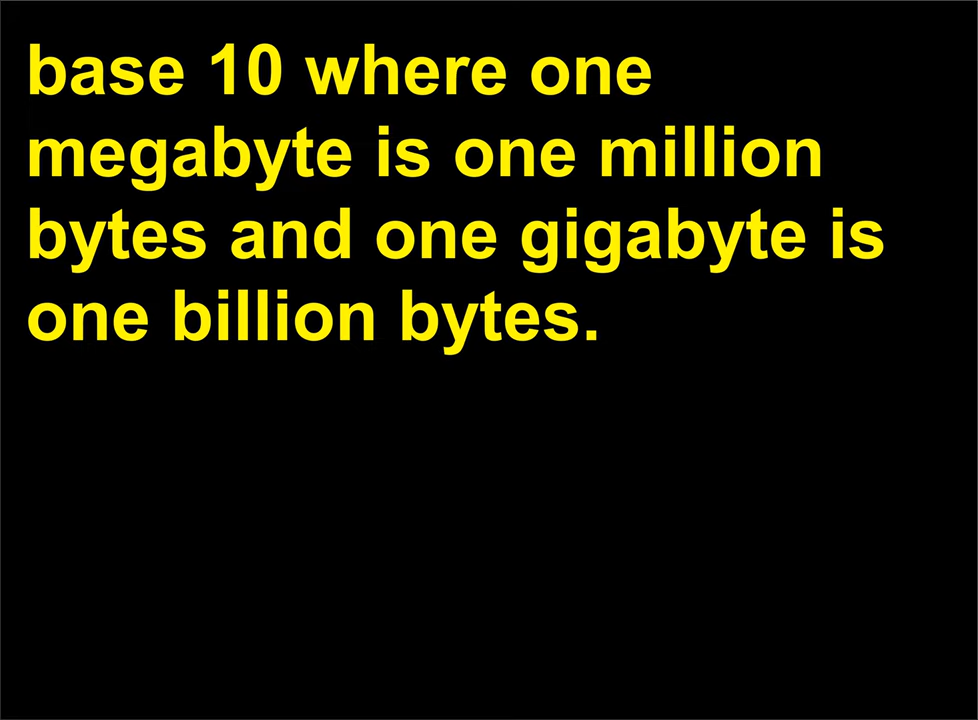 base 10 where one
megabyte is one million
bytes and one gigabyte is
one billion bytes.